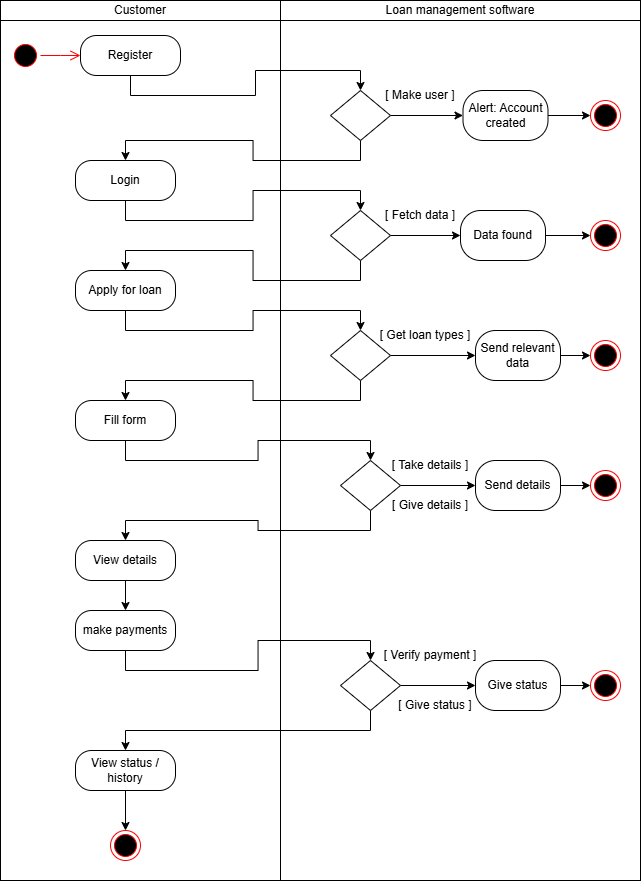 Customer
Loan management software
Register
[ Make user ]
Alert: Account
created
Login
[ Fetch data ]
Data found
Apply for loan
[ Get loan types ]
Send relevant
data
Fill form
[ Take details ]
Send details
[ Give details ]
View details
make payments
[ Verify payment ]
Give status
[ Give status ]
View status /
history